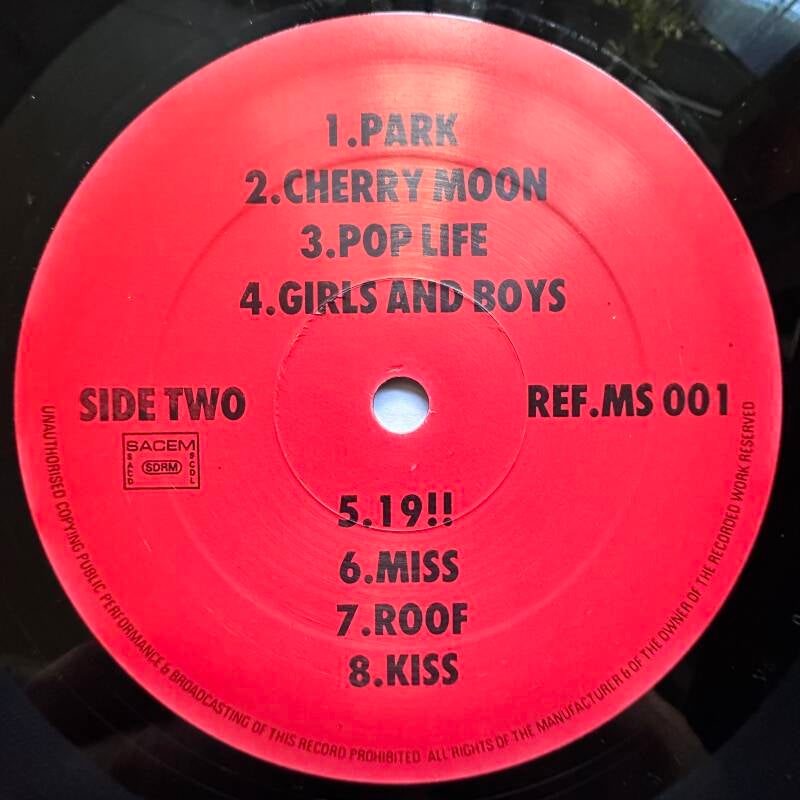 1.PARK
2.CHERRY MOON
3.POP LIFE
4.GIRLS AND BOYS
SIDE TWO
REF.MS 001
SACEM
SACD
SDRM
SCDL
5.19!!
6.MISS
7.ROOF
8.KISS
UNAUTHORISED COPYING PUBLIC PERFORMANCE & BROADCASTING OF THIS RECORD PROHIBITED ALL RIGHTS OF THE MANUFACTURER & OF THE OWNER OF THE RECORDED WORK RESERVED